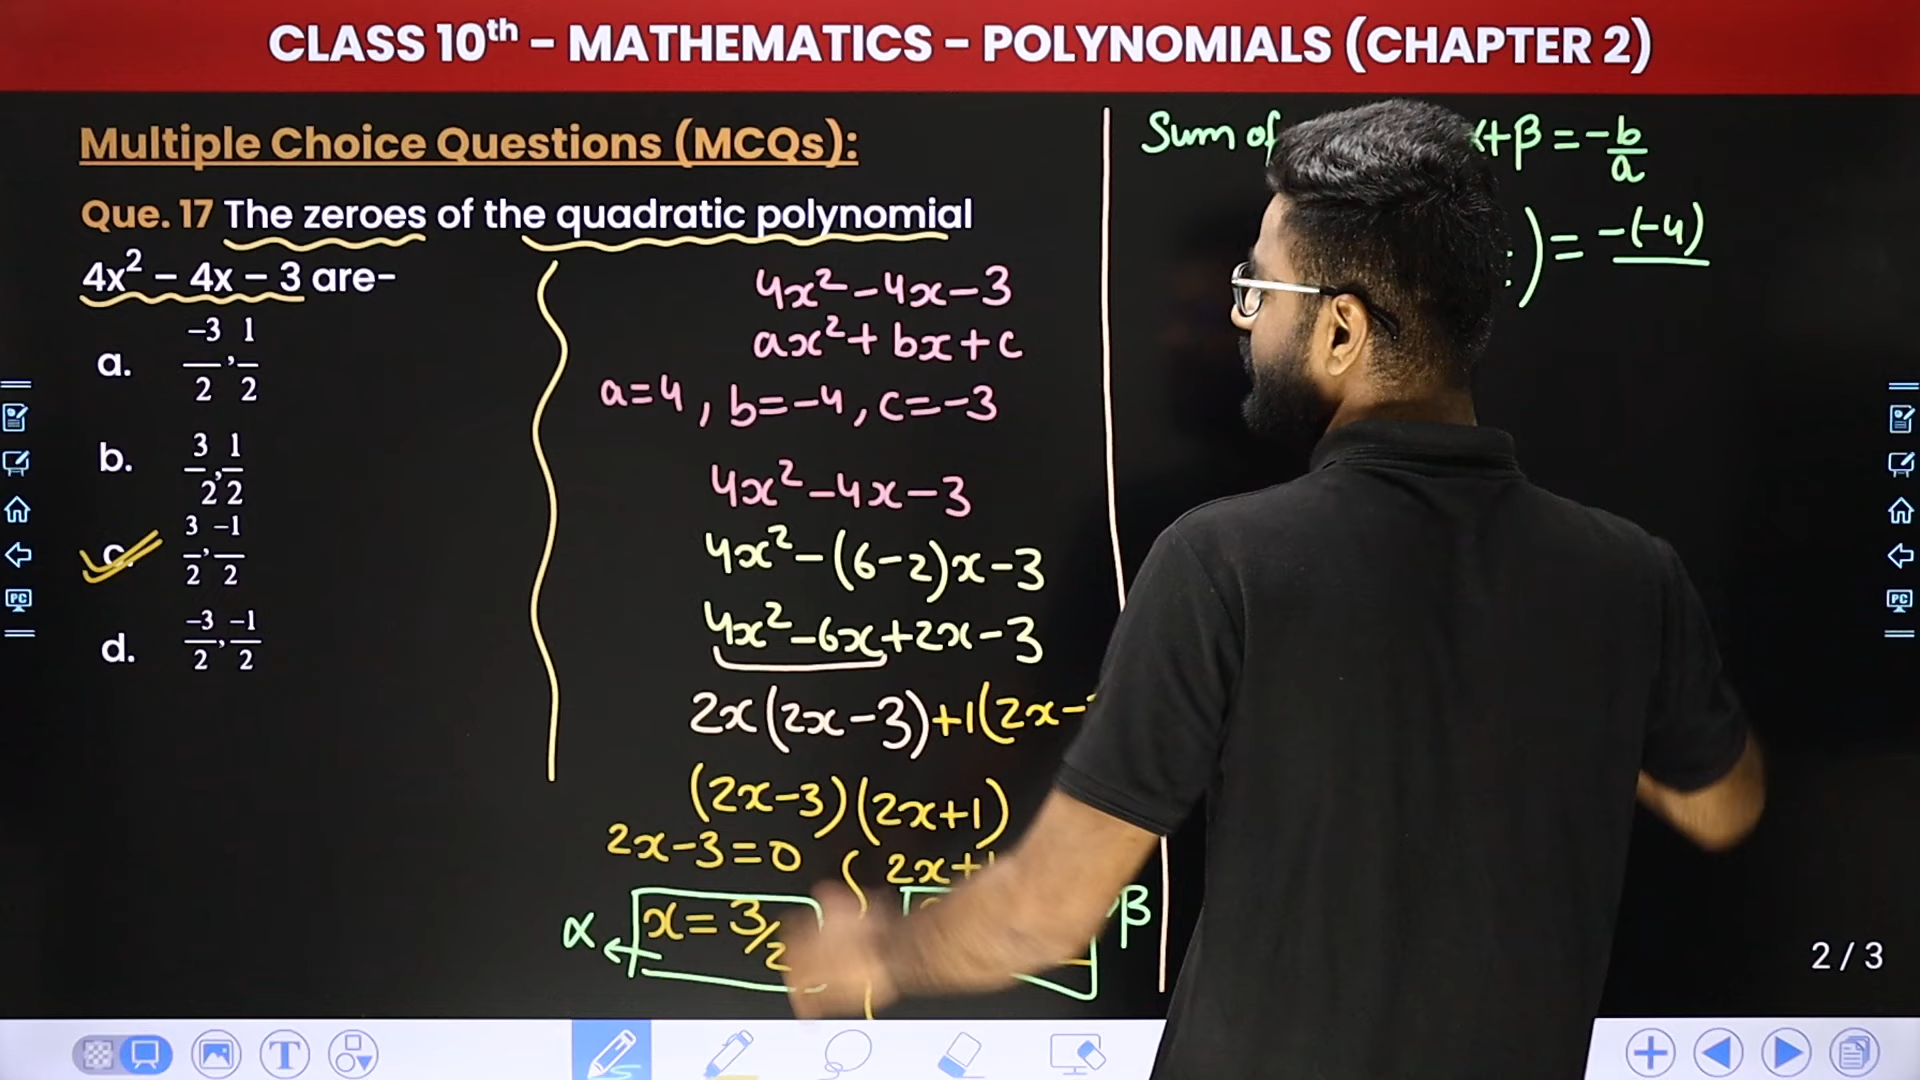 CLASS 10th - MATHEMATICS - POLYNOMIALS (CHAPTER 2)
Multiple Choice Questions (MCQs):
Que. 17 The zeroes of the quadratic polynomial
4x² − 4x − 3 are-
a. −3/2, 1/2
b. 3/2, 1/2
c. 3/2, −1/2
d. −3/2, −1/2
4x²-4x-3
ax²+bx+c
a=4, b=-4, c=-3
4x²-4x-3
4x²-(6-2)x-3
4x²-6x+2x-3
2x(2x-3)+1(2x-
(2x-3)(2x+1)
2x-3=0
2x+
α
x=3/2
β
Sum of
+β=-b/a
)=-(-4)
2 / 3
PC
PC
T